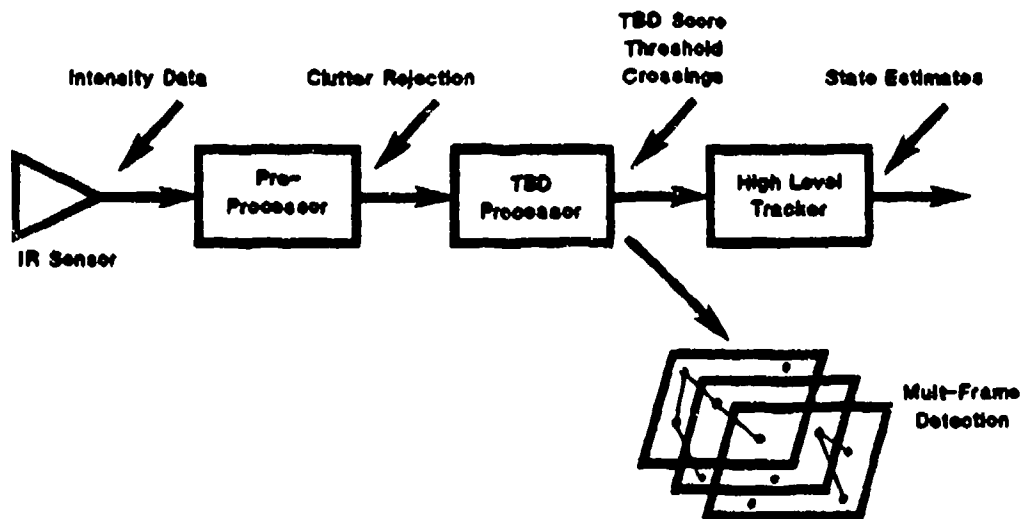 TBD Score
Threshold
Crossings
Intensity Data
Clutter Rejection
State Estimates
Pre-
Processor
TBD
Processor
High Level
Tracker
IR Sensor
Mult-Frame
Detection